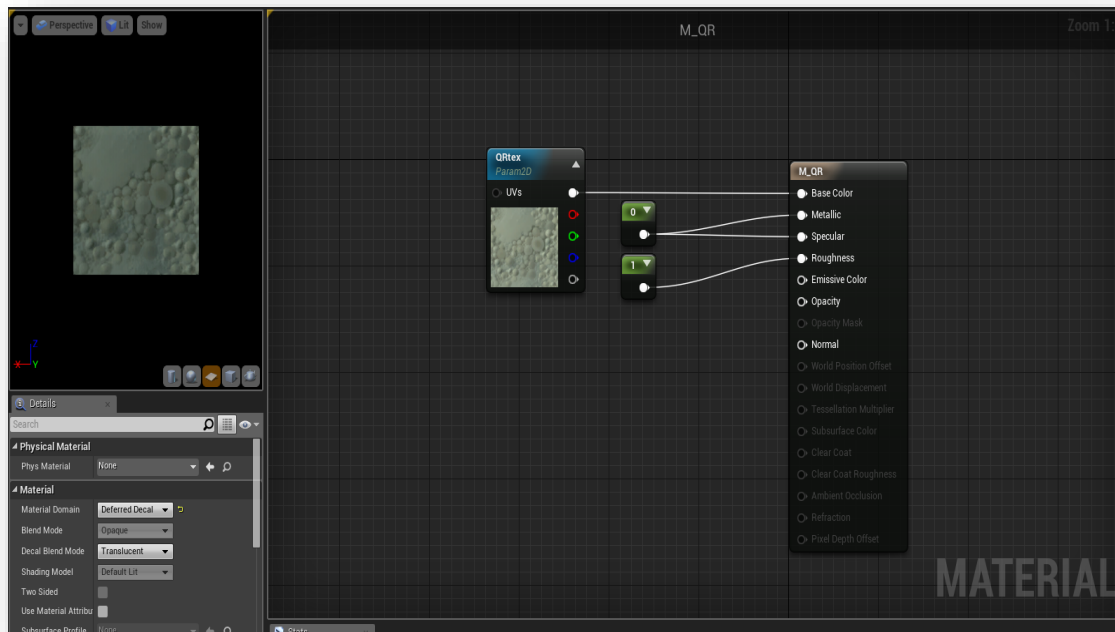 Perspective
Lit
Show
M_QR
Zoom 1:
QRtex
Param2D
UVs
0
1
M_QR
Base Color
Metallic
Specular
Roughness
Emissive Color
Opacity
Opacity Mask
Normal
World Position Offset
World Displacement
Tessellation Multiplier
Subsurface Color
Clear Coat
Clear Coat Roughness
Ambient Occlusion
Refraction
Pixel Depth Offset
MATERIAL
Z
X
Y
Details
Search
Physical Material
Phys Material None
Material
Material Domain Deferred Decal
Blend Mode Opaque
Decal Blend Mode Translucent
Shading Model Default Lit
Two Sided
Use Material Attribu
Subsurface Profile None
Stats